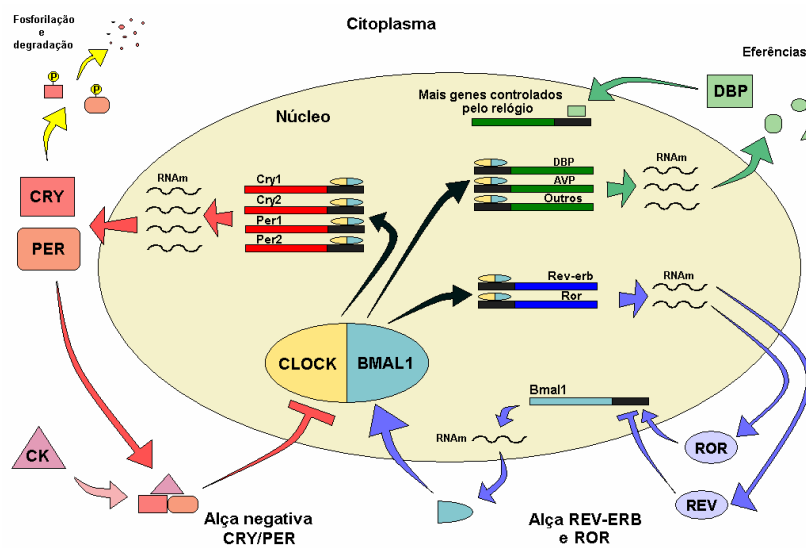 Citoplasma
Fosforilação
e
degradação
P
P
Eferências
DBP
Mais genes controlados
pelo relógio
Núcleo
RNAm
Cry1
Cry2
Per1
Per2
DBP
AVP
Outros
RNAm
CRY
PER
Rev-erb
Ror
RNAm
CLOCK
BMAL1
Bmal1
RNAm
ROR
REV
CK
Alça negativa
CRY/PER
Alça REV-ERB
e ROR